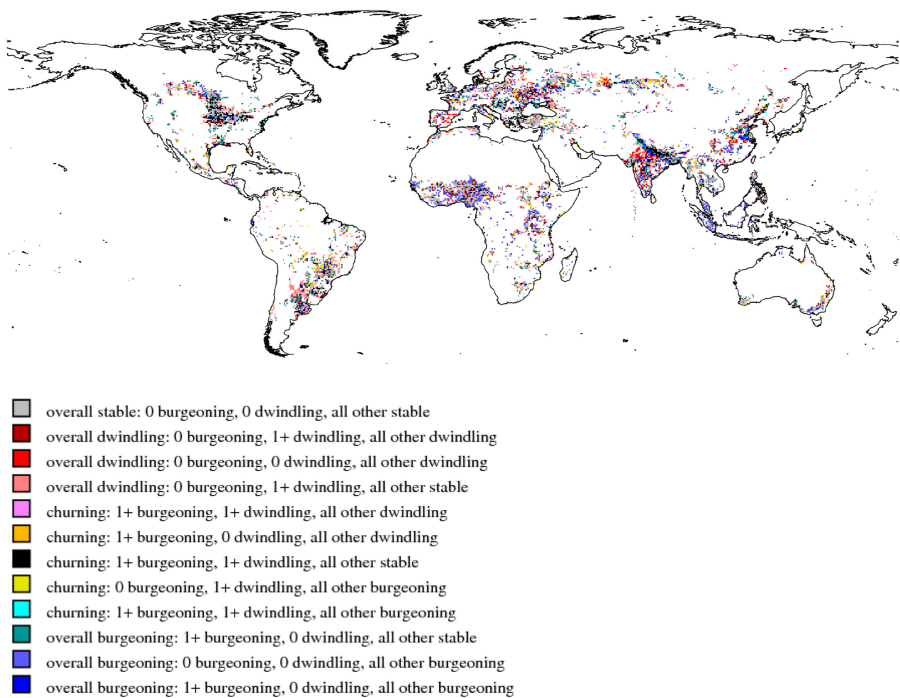 overall stable: 0 burgeoning, 0 dwindling, all other stable
overall dwindling: 0 burgeoning, 1+ dwindling, all other dwindling
overall dwindling: 0 burgeoning, 0 dwindling, all other dwindling
overall dwindling: 0 burgeoning, 1+ dwindling, all other stable
churning: 1+ burgeoning, 1+ dwindling, all other dwindling
churning: 1+ burgeoning, 0 dwindling, all other dwindling
churning: 1+ burgeoning, 1+ dwindling, all other stable
churning: 0 burgeoning, 1+ dwindling, all other burgeoning
churning: 1+ burgeoning, 1+ dwindling, all other burgeoning
overall burgeoning: 1+ burgeoning, 0 dwindling, all other stable
overall burgeoning: 0 burgeoning, 0 dwindling, all other burgeoning
overall burgeoning: 1+ burgeoning, 0 dwindling, all other burgeoning